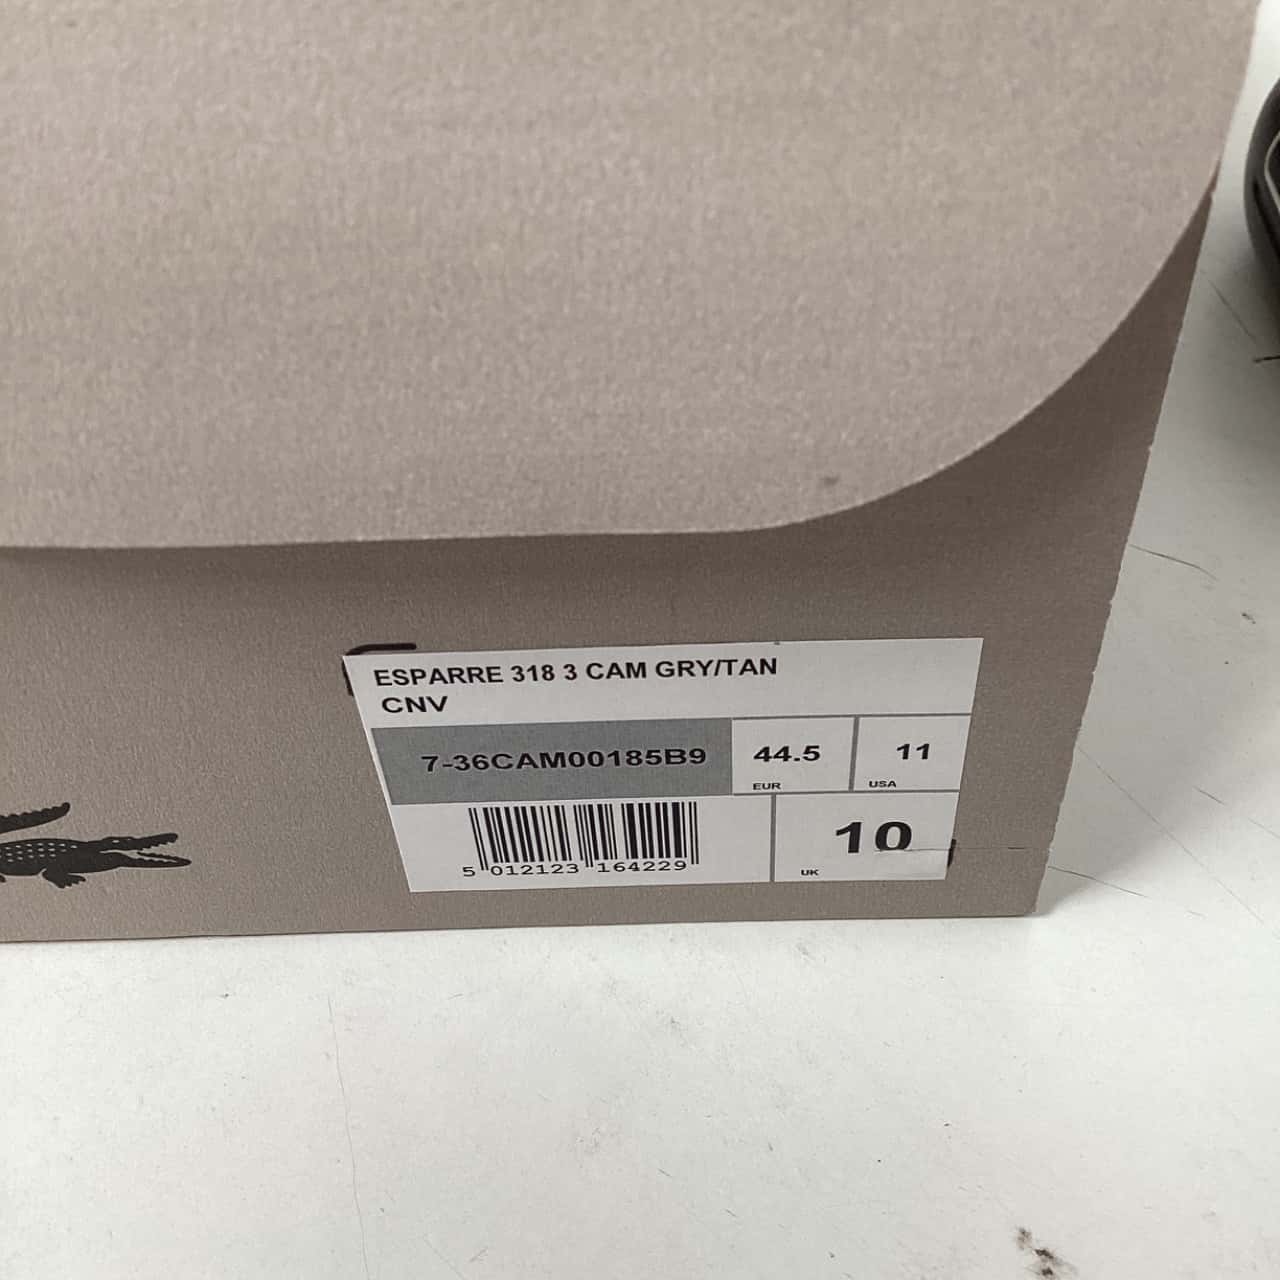 ESPARRE 318 3 CAM GRY/TAN
CNV
7-36CAM00185B9
44.5
EUR
11
USA
5 012123 164229
10
UK